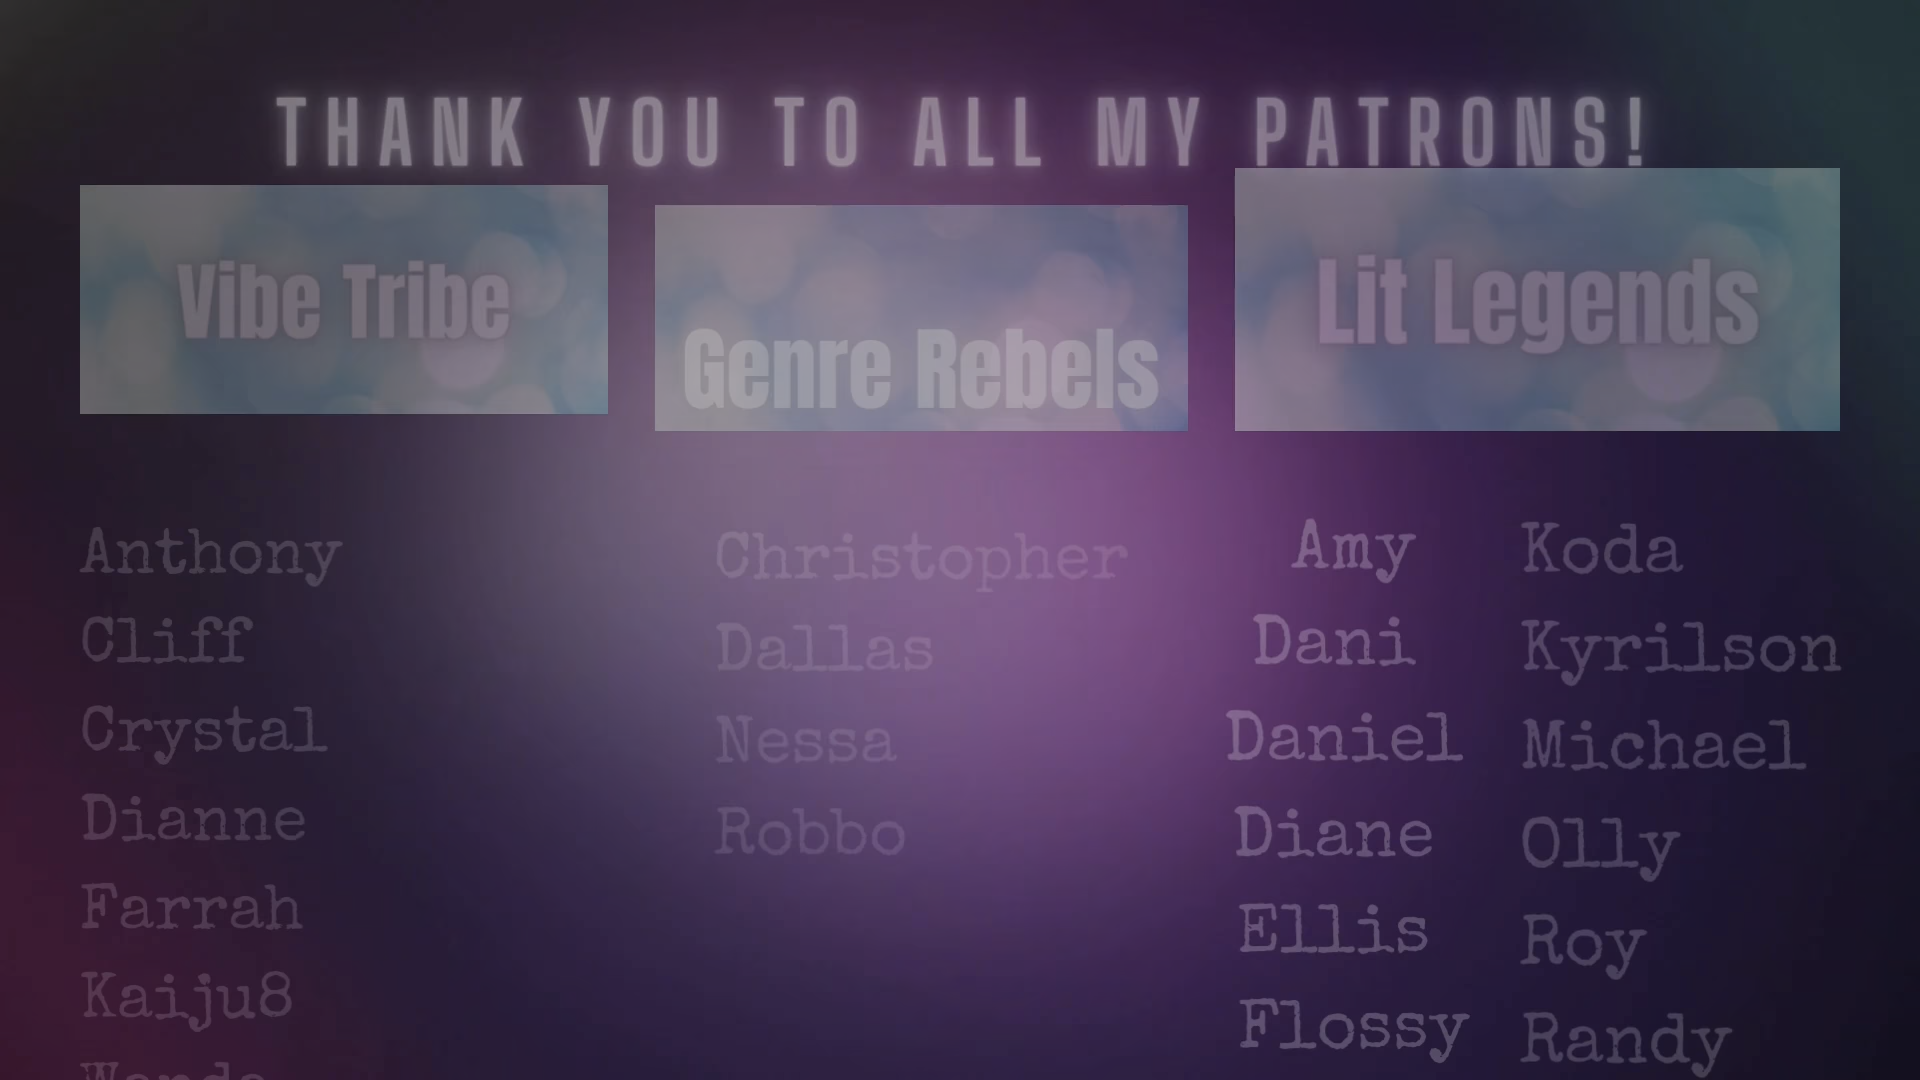 THANK YOU TO ALL MY PATRONS!
Vibe Tribe
Anthony
Cliff
Crystal
Dianne
Farrah
Kaiju8
Genre Rebels
Christopher
Dallas
Nessa
Robbo
Lit Legends
Amy
Dani
Daniel
Diane
Ellis
Flossy
Koda
Kyrilson
Michael
Olly
Roy
Randy